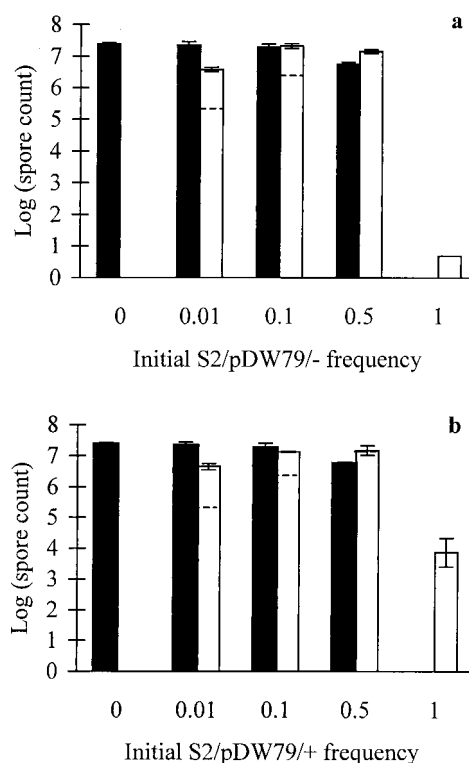 a
8
7
6
5
4
3
2
1
0
Log (spore count)
0 0.01 0.1 0.5 1
Initial S2/pDW79/- frequency
b
8
7
6
5
4
3
2
1
0
Log (spore count)
0 0.01 0.1 0.5 1
Initial S2/pDW79/+ frequency